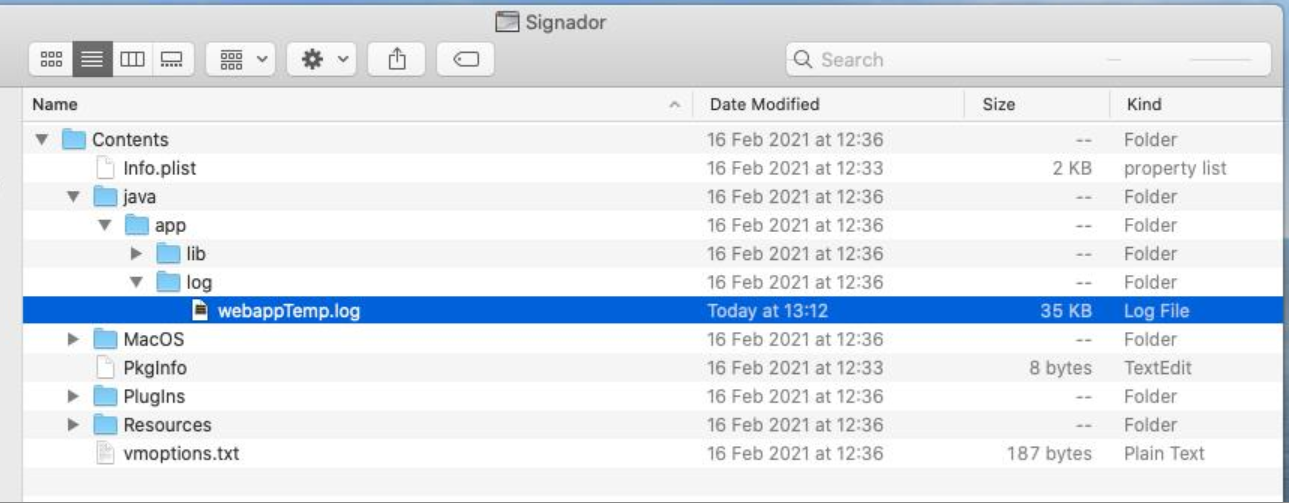 Signador
Search
Name Date Modified Size Kind
Contents 16 Feb 2021 at 12:36 -- Folder
Info.plist 16 Feb 2021 at 12:33 2 KB property list
java 16 Feb 2021 at 12:36 -- Folder
app 16 Feb 2021 at 12:36 -- Folder
lib 16 Feb 2021 at 12:36 -- Folder
log 16 Feb 2021 at 12:36 -- Folder
webappTemp.log Today at 13:12 35 KB Log File
MacOS 16 Feb 2021 at 12:36 -- Folder
PkgInfo 16 Feb 2021 at 12:33 8 bytes TextEdit
PlugIns 16 Feb 2021 at 12:36 -- Folder
Resources 16 Feb 2021 at 12:36 -- Folder
vmoptions.txt 16 Feb 2021 at 12:36 187 bytes Plain Text